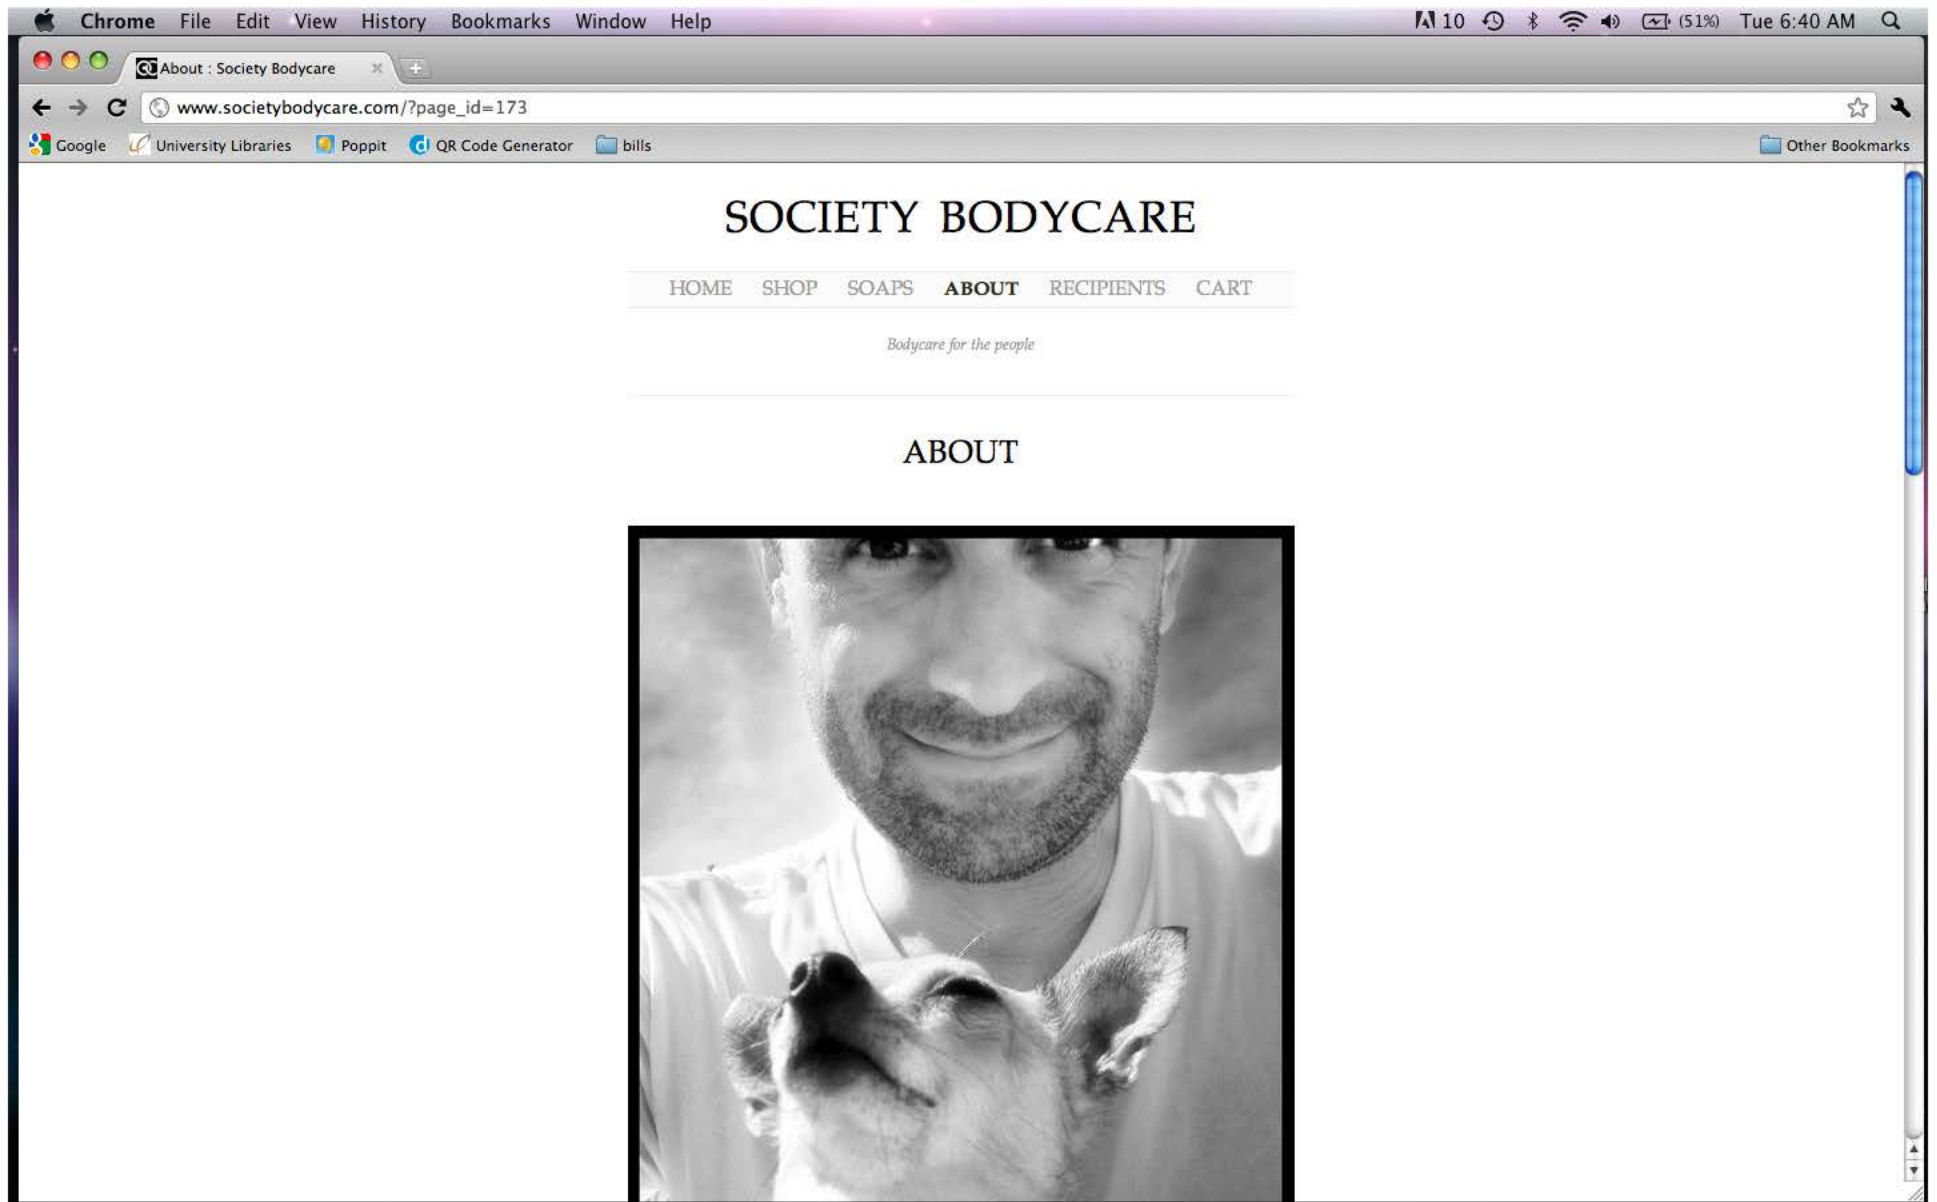 Chrome File Edit View History Bookmarks Window Help 10 (51%) Tue 6:40 AM
About : Society Bodycare
www.societybodycare.com/?page_id=173
Google University Libraries Poppit QR Code Generator bills Other Bookmarks
SOCIETY BODYCARE
HOME SHOP SOAPS ABOUT RECIPIENTS CART
Bodycare for the people
ABOUT